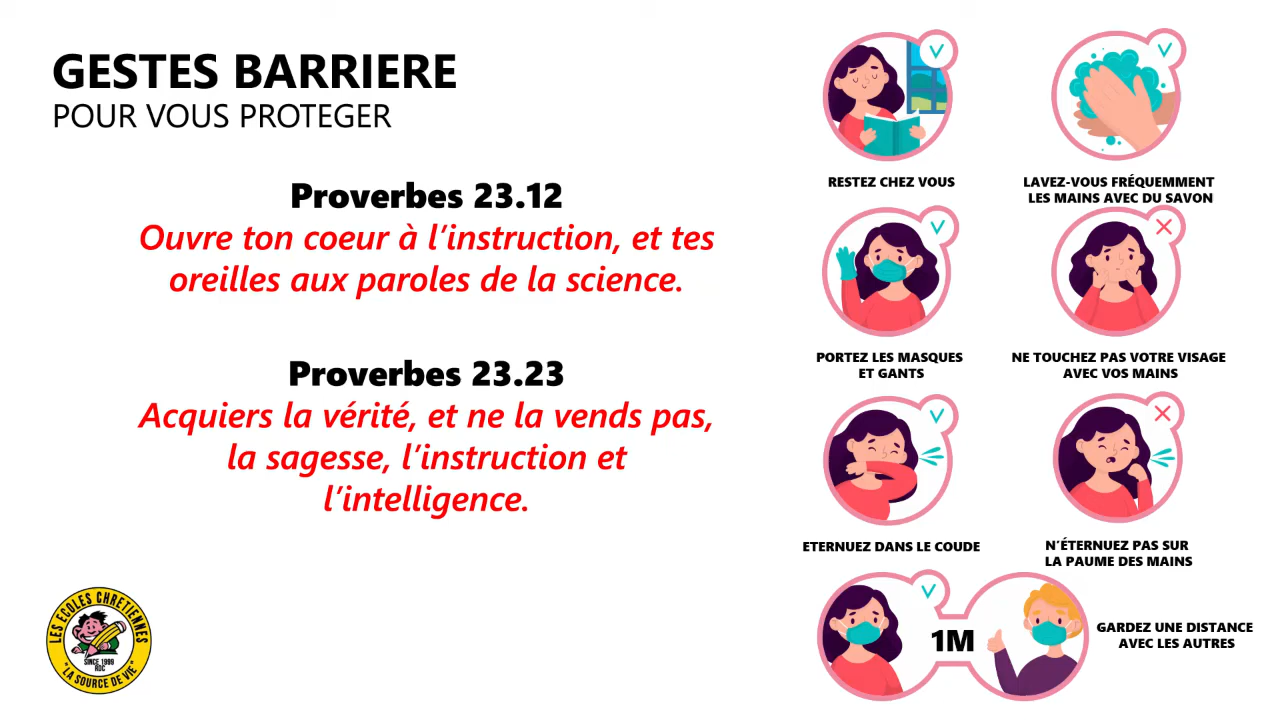 GESTES BARRIERE
POUR VOUS PROTEGER
Proverbes 23.12
Ouvre ton coeur à l’instruction, et tes
oreilles aux paroles de la science.
Proverbes 23.23
Acquiers la vérité, et ne la vends pas,
la sagesse, l’instruction et
l’intelligence.
LES ECOLES CHRETIENNES
SINCE 1999
RDC
"LA SOURCE DE VIE"
RESTEZ CHEZ VOUS
LAVEZ-VOUS FRÉQUEMMENT
LES MAINS AVEC DU SAVON
PORTEZ LES MASQUES
ET GANTS
NE TOUCHEZ PAS VOTRE VISAGE
AVEC VOS MAINS
ETERNUEZ DANS LE COUDE
N’ÉTERNUEZ PAS SUR
LA PAUME DES MAINS
1M
GARDEZ UNE DISTANCE
AVEC LES AUTRES